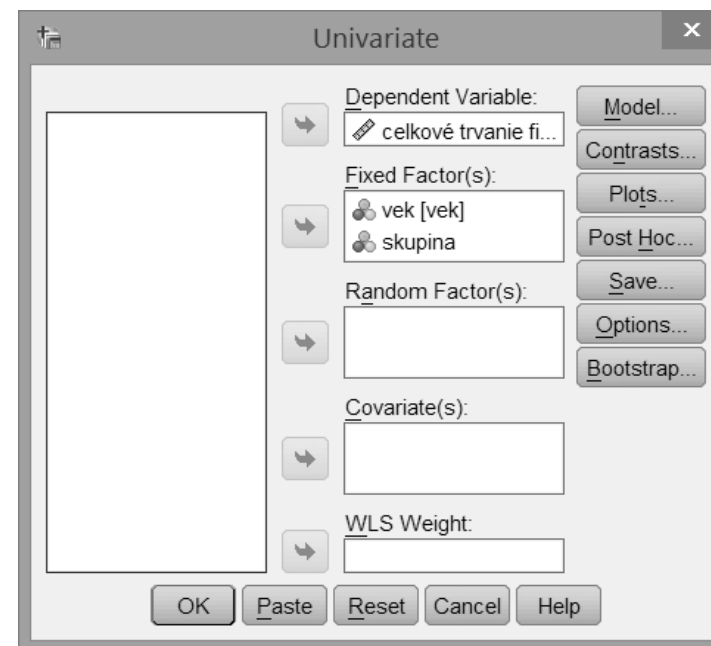 Univariate
x
Dependent Variable:
celkové trvanie fi...
Fixed Factor(s):
vek [vek]
skupina
Random Factor(s):
Covariate(s):
WLS Weight:
Model...
Contrasts...
Plots...
Post Hoc...
Save...
Options...
Bootstrap...
OK
Paste
Reset
Cancel
Help